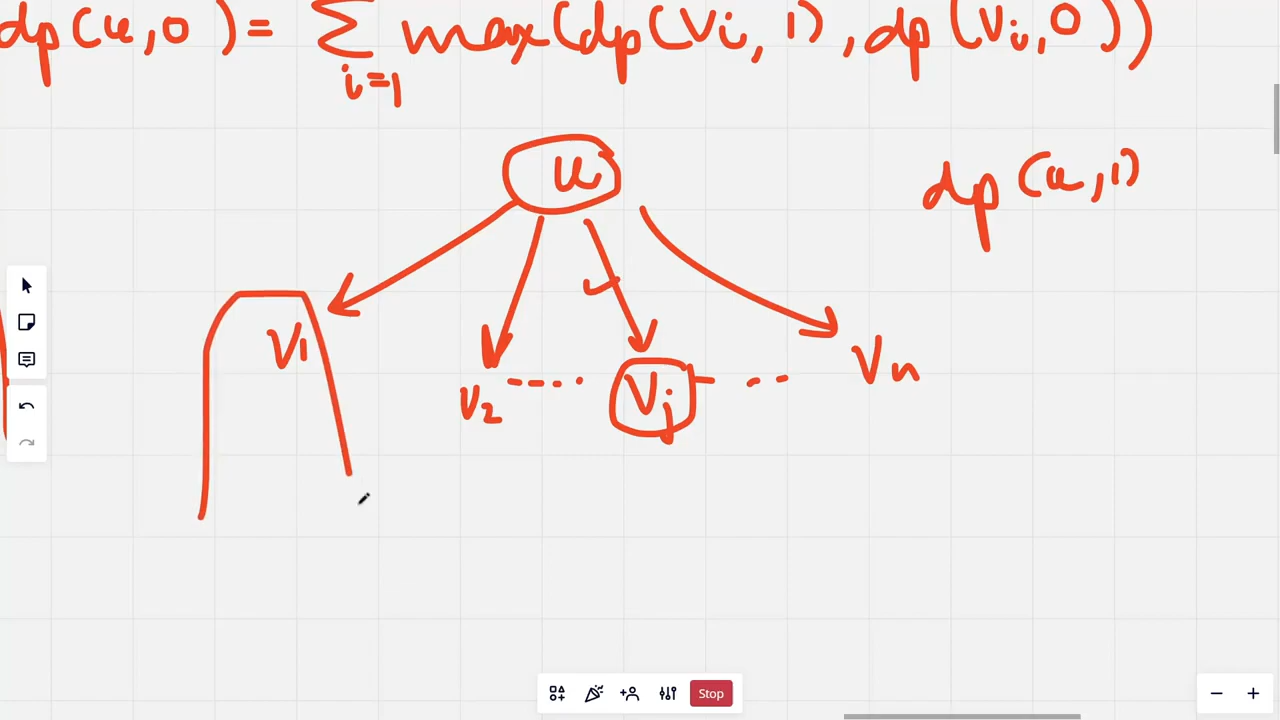 dp(u,0) = Σ max(dp(Vi,1), dp(Vi,0))
i=1
u
dp(u,1)
V1
V2
Vj
Vn
Stop